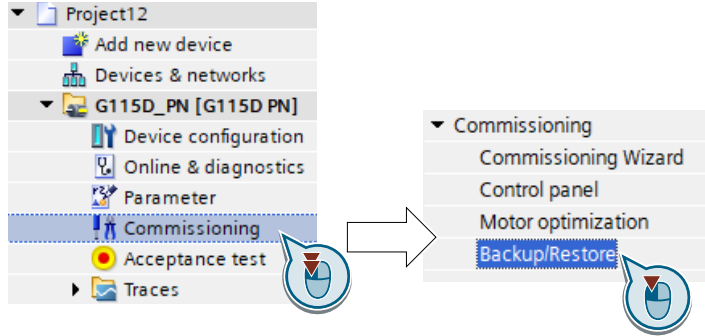 Project12
Add new device
Devices & networks
G115D_PN [G115D PN]
Device configuration
Online & diagnostics
Parameter
Commissioning
Acceptance test
Traces
Commissioning
Commissioning Wizard
Control panel
Motor optimization
Backup/Restore